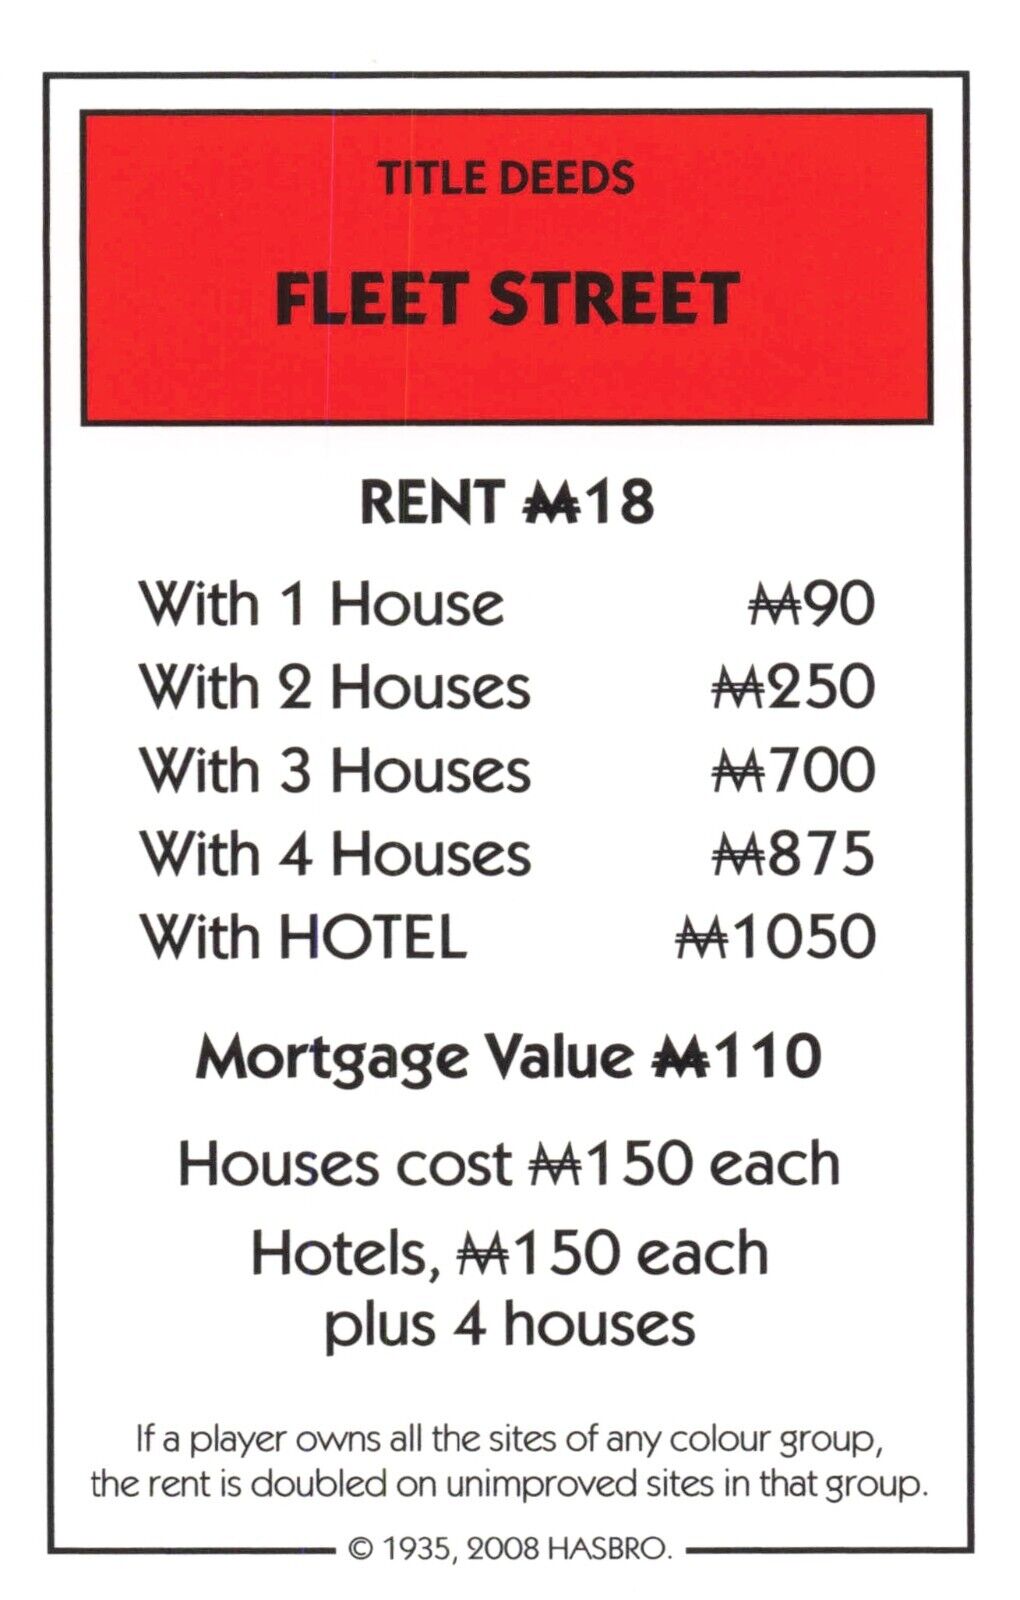 TITLE DEEDS
FLEET STREET
RENT ₩18
With 1 House ₩90
With 2 Houses ₩250
With 3 Houses ₩700
With 4 Houses ₩875
With HOTEL ₩1050
Mortgage Value ₩110
Houses cost ₩150 each
Hotels, ₩150 each
plus 4 houses
If a player owns all the sites of any colour group,
the rent is doubled on unimproved sites in that group.
© 1935, 2008 HASBRO.